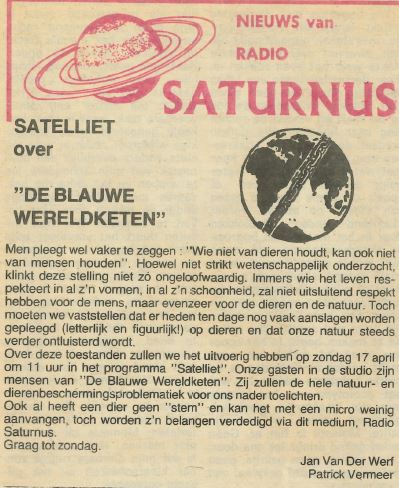 NIEUWS van
RADIO
SATURNUS
SATELLIET
over
"DE BLAUWE
WERELDKETEN"
Men pleegt wel vaker te zeggen : "Wie niet van dieren houdt, kan ook niet
van mensen houden". Hoewel niet strikt wetenschappelijk onderzocht,
klinkt deze stelling niet zó ongeloofwaardig. Immers wie het leven res-
pekteert in al z'n vormen, in al z'n schoonheid, zal niet uitsluitend respekt
hebben voor de mens, maar evenzeer voor de dieren en de natuur. Toch
moeten we vaststellen dat er heden ten dage nog vaak aanslagen worden
gepleegd (letterlijk en figuurlijk!) op dieren en dat onze natuur steeds
verder ontluisterd wordt.
Over deze toestanden zullen we het uitvoerig hebben op zondag 17 april
om 11 uur in het programma "Satelliet". Onze gasten in de studio zijn
mensen van "De Blauwe Wereldketen". Zij zullen de hele natuur- en
dierenbeschermingsproblematiek voor ons nader toelichten.
Ook al heeft een dier geen "stem" en kan het met een micro weinig
aanvangen, toch worden z'n belangen verdedigd via dit medium, Radio
Saturnus.
Graag tot zondag.
Jan Van Der Werf
Patrick Vermeer